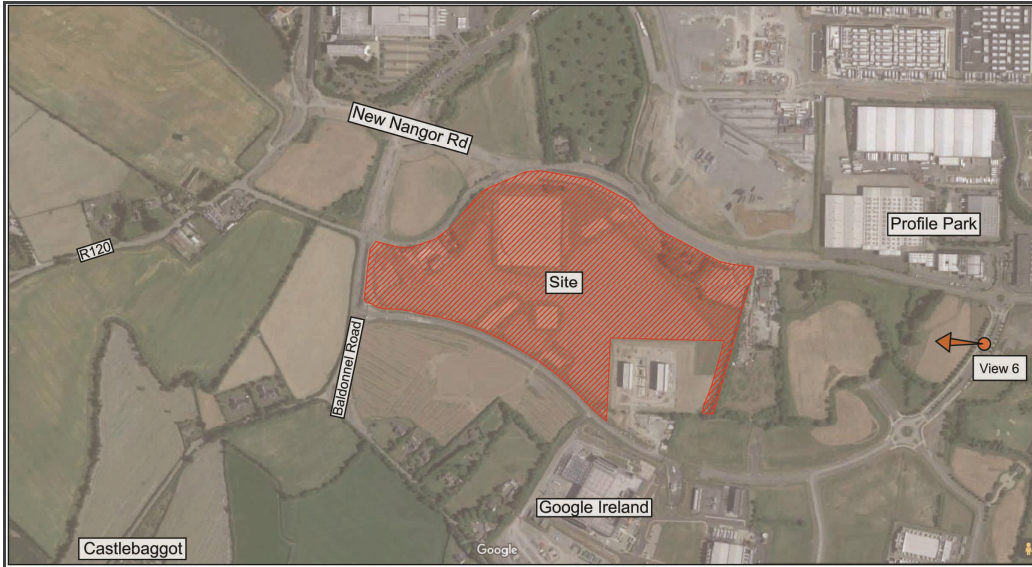 New Nangor Rd
Profile Park
R120
Site
View 6
Baldonnel Road
Google Ireland
Castlebaggot
Google